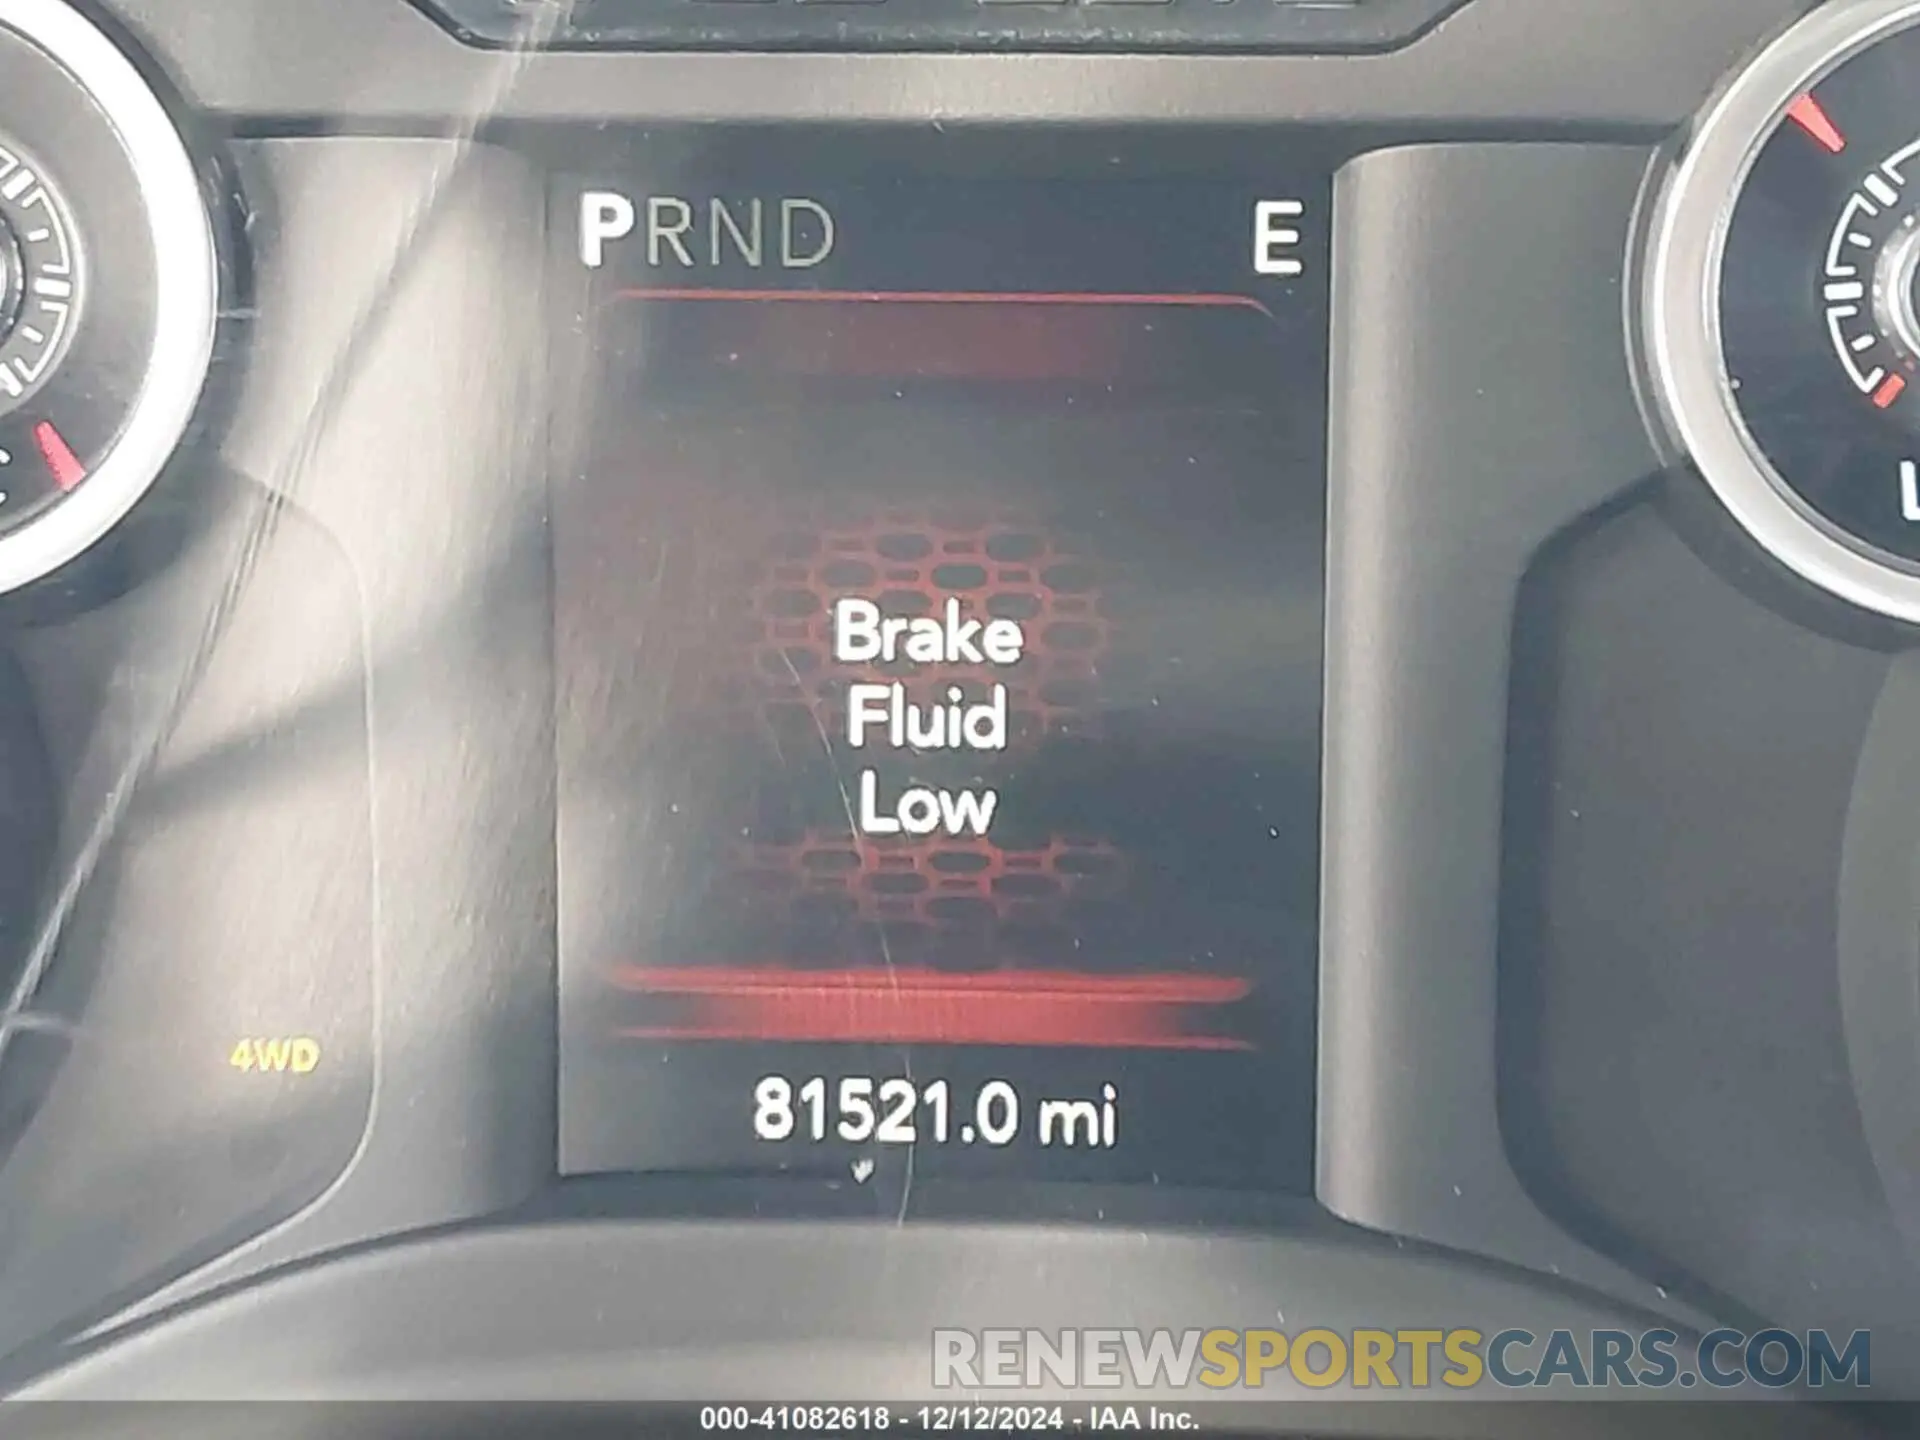 PRND E
Brake
Fluid
Low
4WD
81521.0 mi
RENEWSPORTSCARS.COM
000-41082618 - 12/12/2024 - IAA Inc.